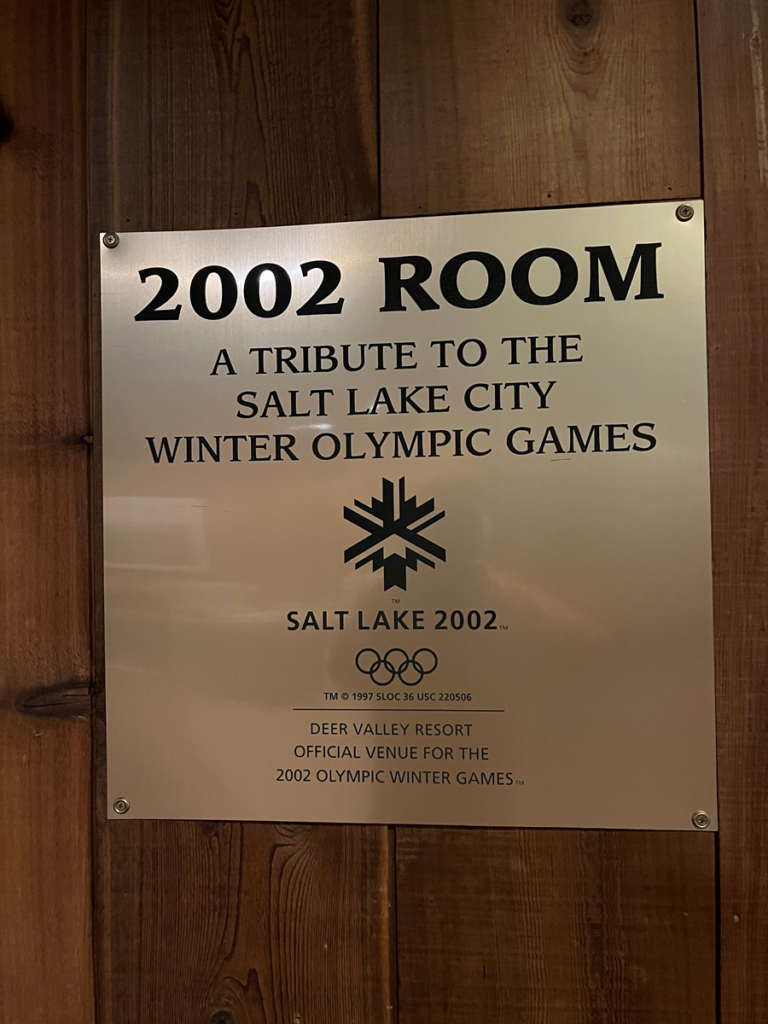 2002 ROOM
A TRIBUTE TO THE
SALT LAKE CITY
WINTER OLYMPIC GAMES
TM
SALT LAKE 2002™
TM © 1997 SLOC 36 USC 220506
DEER VALLEY RESORT
OFFICIAL VENUE FOR THE
2002 OLYMPIC WINTER GAMES™